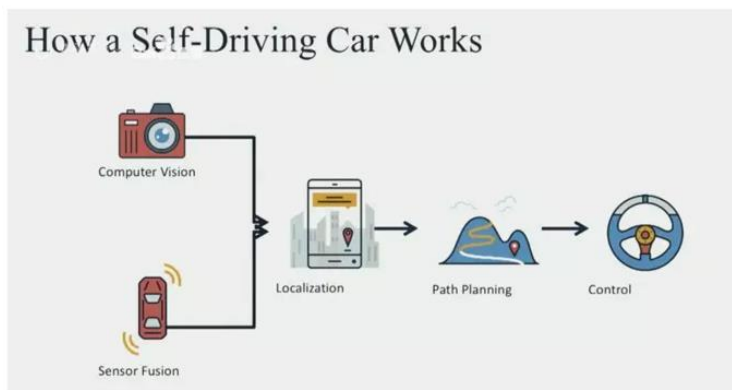 How a Self-Driving Car Works
Computer Vision
Localization
Path Planning
Control
Sensor Fusion